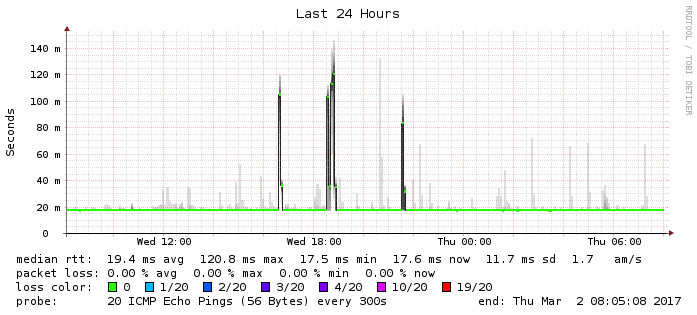 Last 24 Hours
RRDTOOL / TOBI OETIKER
Seconds
140 m
120 m
100 m
80 m
60 m
40 m
20 m
0
Wed 12:00 Wed 18:00 Thu 00:00 Thu 06:00
median rtt: 19.4 ms avg 120.8 ms max 17.5 ms min 17.6 ms now 11.7 ms sd 1.7 am/s
packet loss: 0.00 % avg 0.00 % max 0.00 % min 0.00 % now
loss color: 0 1/20 2/20 3/20 4/20 10/20 19/20
probe: 20 ICMP Echo Pings (56 Bytes) every 300s end: Thu Mar 2 08:05:08 2017